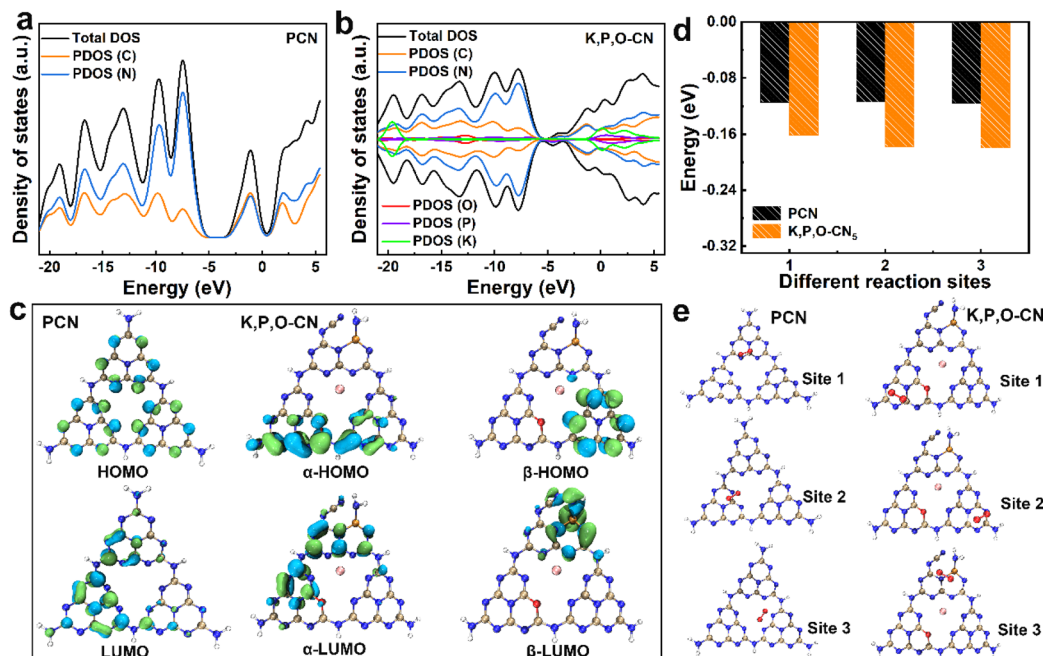 a
PCN
Total DOS
PDOS (C)
PDOS (N)
Density of states (a.u.)
-20 -15 -10 -5 0 5
Energy (eV)
b
K,P,O-CN
Total DOS
PDOS (C)
PDOS (N)
PDOS (O)
PDOS (P)
PDOS (K)
Density of states (a.u.)
-20 -15 -10 -5 0 5
Energy (eV)
d
0.00
-0.08
-0.16
-0.24
-0.32
Energy (eV)
PCN
K,P,O-CN5
1 2 3
Different reaction sites
c
PCN
K,P,O-CN
HOMO
α-HOMO
β-HOMO
LUMO
α-LUMO
β-LUMO
e
PCN
K,P,O-CN
Site 1
Site 1
Site 2
Site 2
Site 3
Site 3